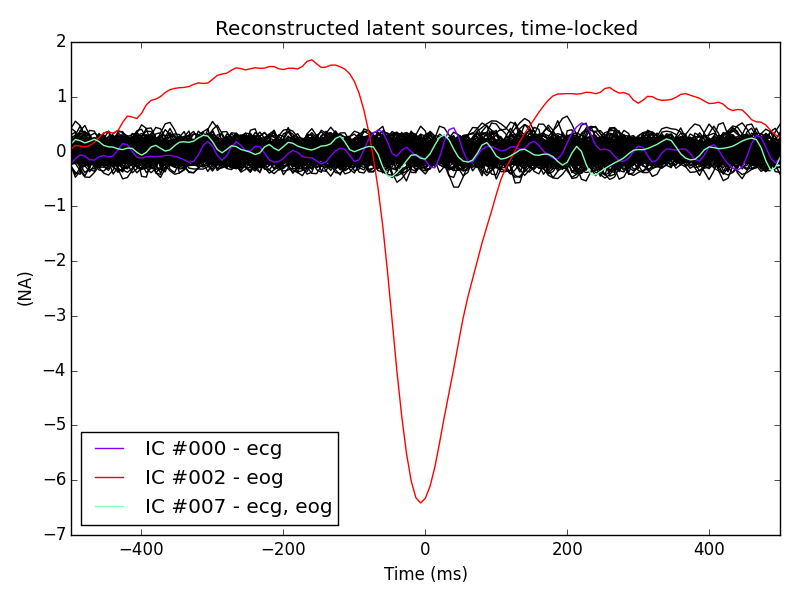 Reconstructed latent sources, time-locked
2
1
0
−1
−2
−3
−4
−5
−6
−7
(NA)
IC #000 - ecg
IC #002 - eog
IC #007 - ecg, eog
−400
−200
0
200
400
Time (ms)